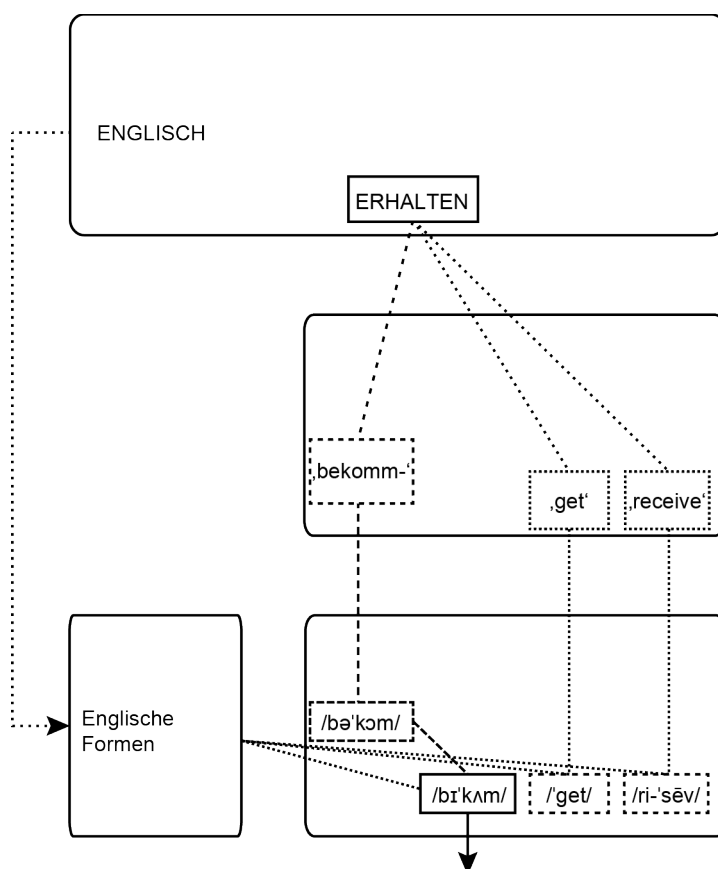 ENGLISCH
ERHALTEN
‚bekomm-‘
‚get‘
‚receive‘
Englische
Formen
/bəˈkɔm/
/bɪˈkʌm/
/ˈget/
/ri-ˈsēv/